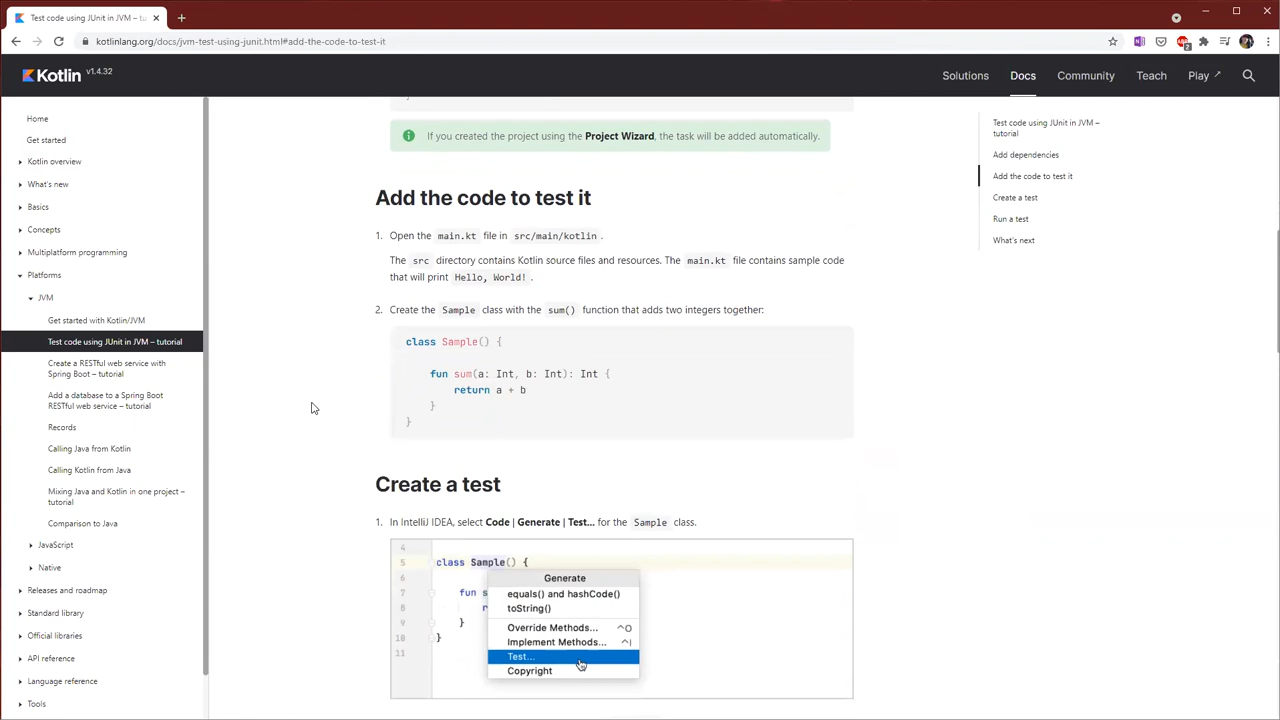 Test code using JUnit in JVM – tu
kotlinlang.org/docs/jvm-test-using-junit.html#add-the-code-to-test-it
2
Kotlin v1.4.32
Solutions Docs Community Teach Play ↗
Home
Get started
Kotlin overview
What's new
Basics
Concepts
Multiplatform programming
Platforms
JVM
Get started with Kotlin/JVM
Test code using JUnit in JVM – tutorial
Create a RESTful web service with
Spring Boot – tutorial
Add a database to a Spring Boot
RESTful web service – tutorial
Records
Calling Java from Kotlin
Calling Kotlin from Java
Mixing Java and Kotlin in one project –
tutorial
Comparison to Java
JavaScript
Native
Releases and roadmap
Standard library
Official libraries
API reference
Language reference
Tools
If you created the project using the Project Wizard, the task will be added automatically.
Add the code to test it
1. Open the main.kt file in src/main/kotlin .
The src directory contains Kotlin source files and resources. The main.kt file contains sample code
that will print Hello, World! .
2. Create the Sample class with the sum() function that adds two integers together:
class Sample() {
fun sum(a: Int, b: Int): Int {
return a + b
}
}
Create a test
1. In IntelliJ IDEA, select Code | Generate | Test... for the Sample class.
4
5 class Sample() {
6 Generate
7 fun s equals() and hashCode()
8 r toString()
9 } Override Methods... ^O
10 } Implement Methods... ^I
11 Test...
Copyright
Test code using JUnit in JVM –
tutorial
Add dependencies
Add the code to test it
Create a test
Run a test
What's next